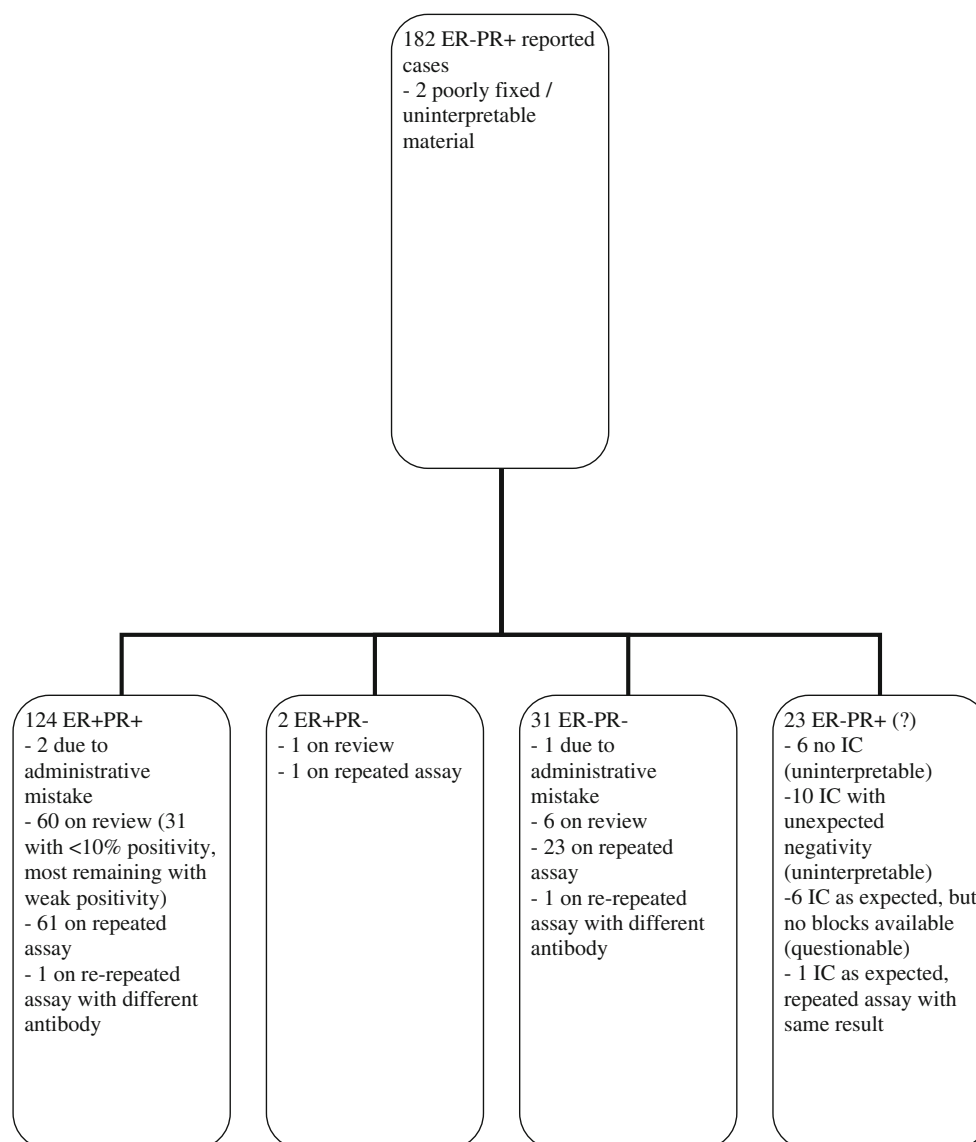 182 ER-PR+ reported
cases
- 2 poorly fixed /
uninterpretable
material
124 ER+PR+
- 2 due to
administrative
mistake
- 60 on review (31
with <10% positivity,
most remaining with
weak positivity)
- 61 on repeated
assay
- 1 on re-repeated
assay with different
antibody
2 ER+PR-
- 1 on review
- 1 on repeated assay
31 ER-PR-
- 1 due to
administrative
mistake
- 6 on review
- 23 on repeated
assay
- 1 on re-repeated
assay with different
antibody
23 ER-PR+ (?)
- 6 no IC
(uninterpretable)
-10 IC with
unexpected
negativity
(uninterpretable)
-6 IC as expected, but
no blocks available
(questionable)
- 1 IC as expected,
repeated assay with
same result